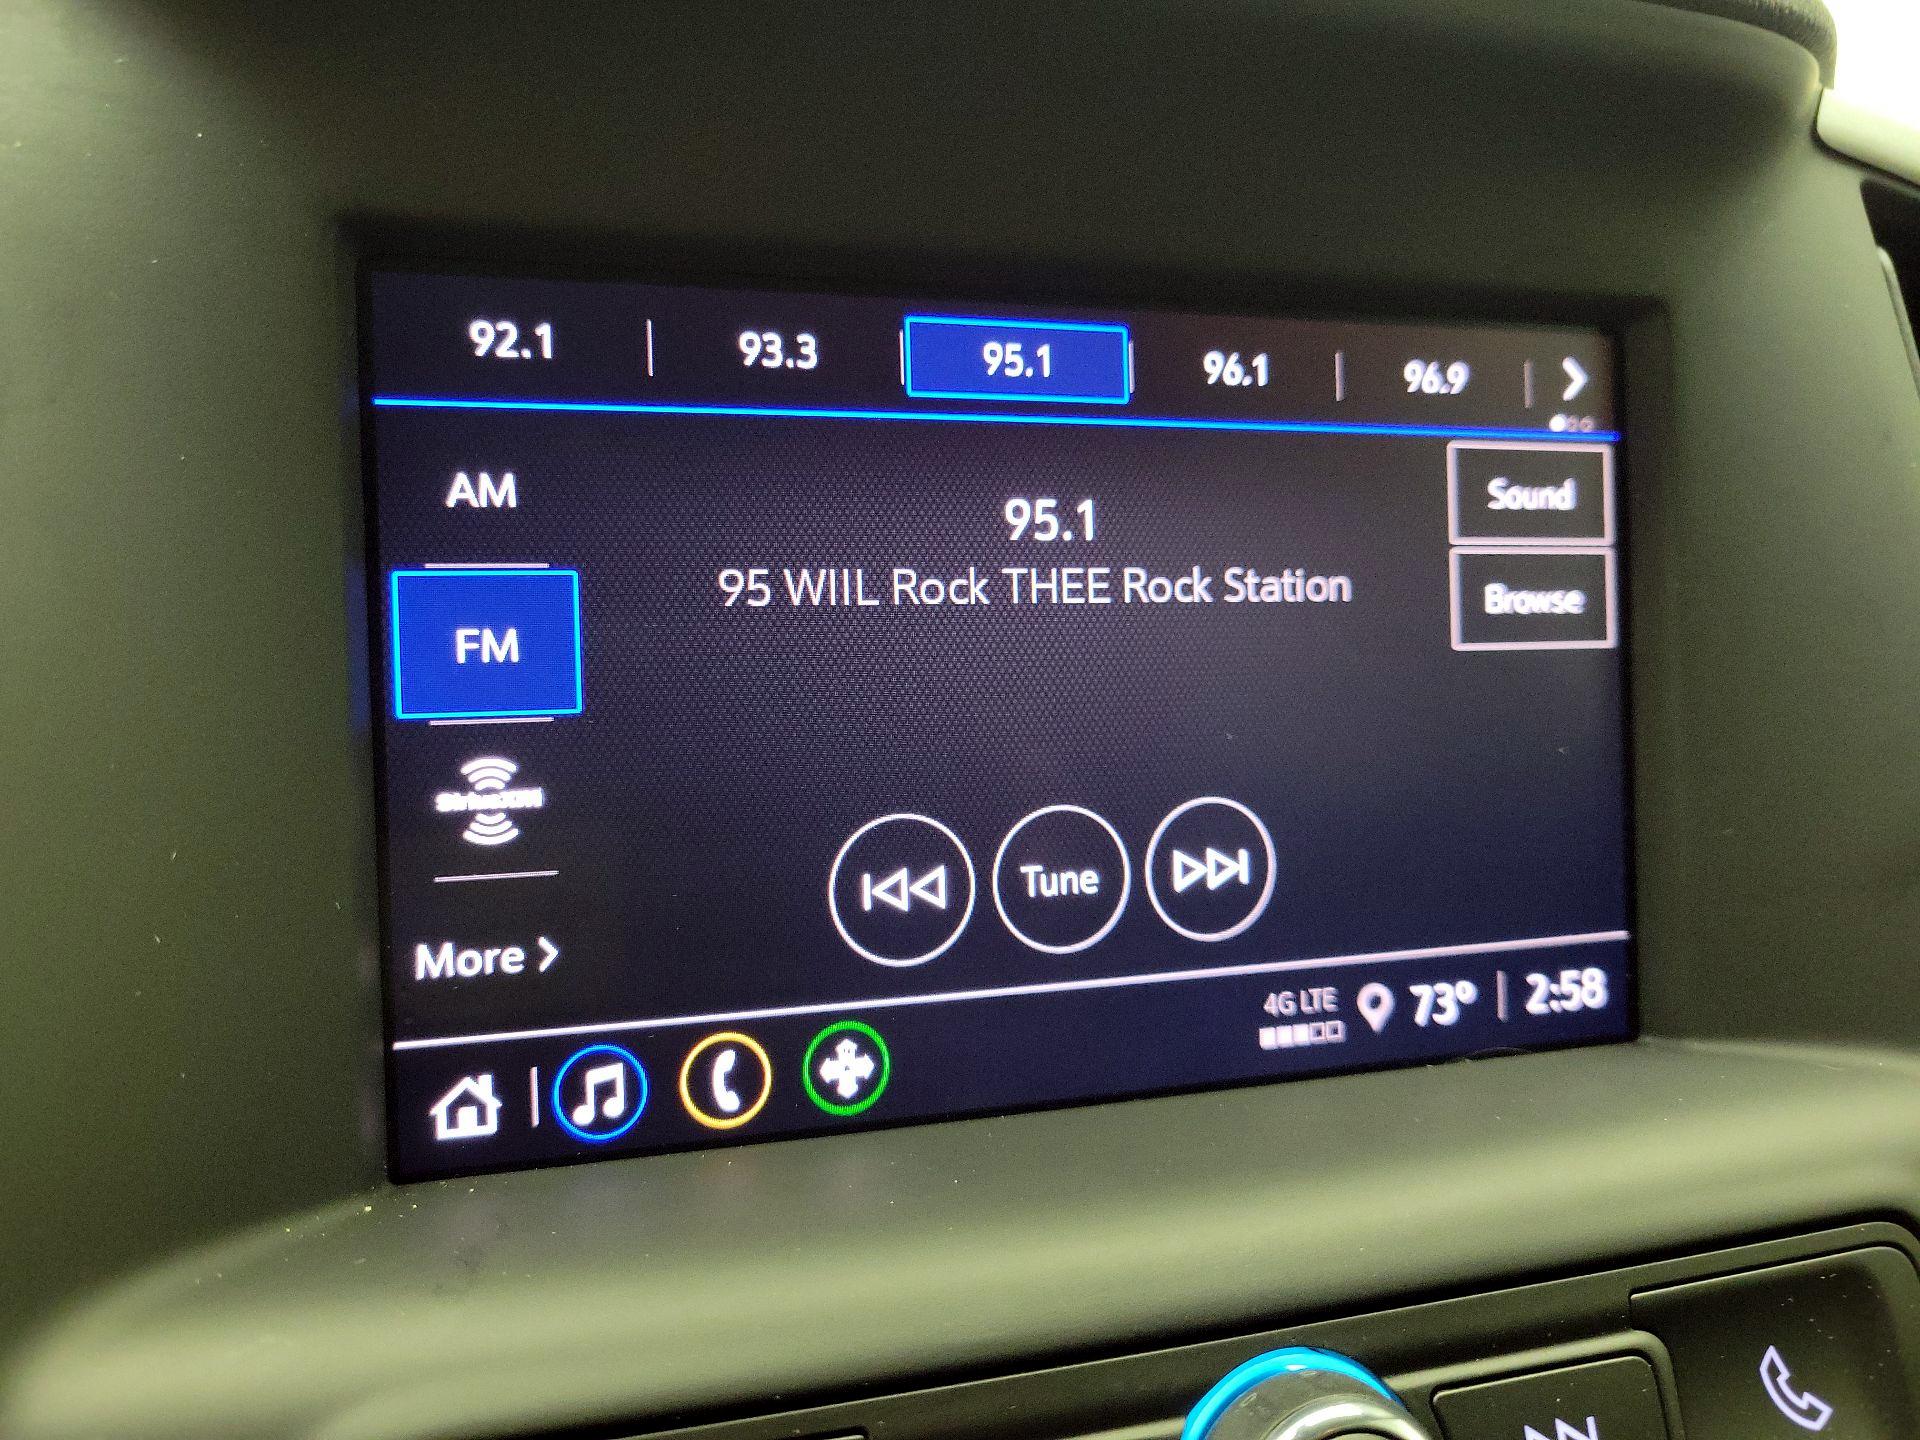 92.1 93.3 95.1 96.1 96.9
AM
95.1
Sound
95 WIIL Rock THEE Rock Station
Browse
FM
SiriusXM
Tune
More
4G LTE 73° 2:58